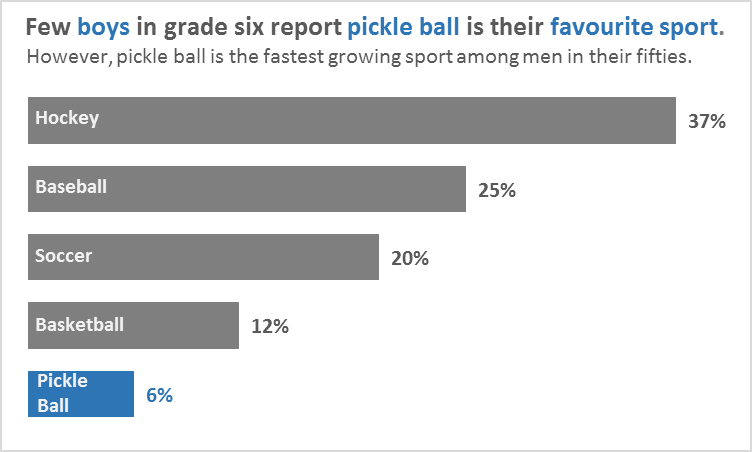 Few boys in grade six report pickle ball is their favourite sport.
However, pickle ball is the fastest growing sport among men in their fifties.
Hockey
37%
Baseball
25%
Soccer
20%
Basketball
12%
Pickle
Ball
6%